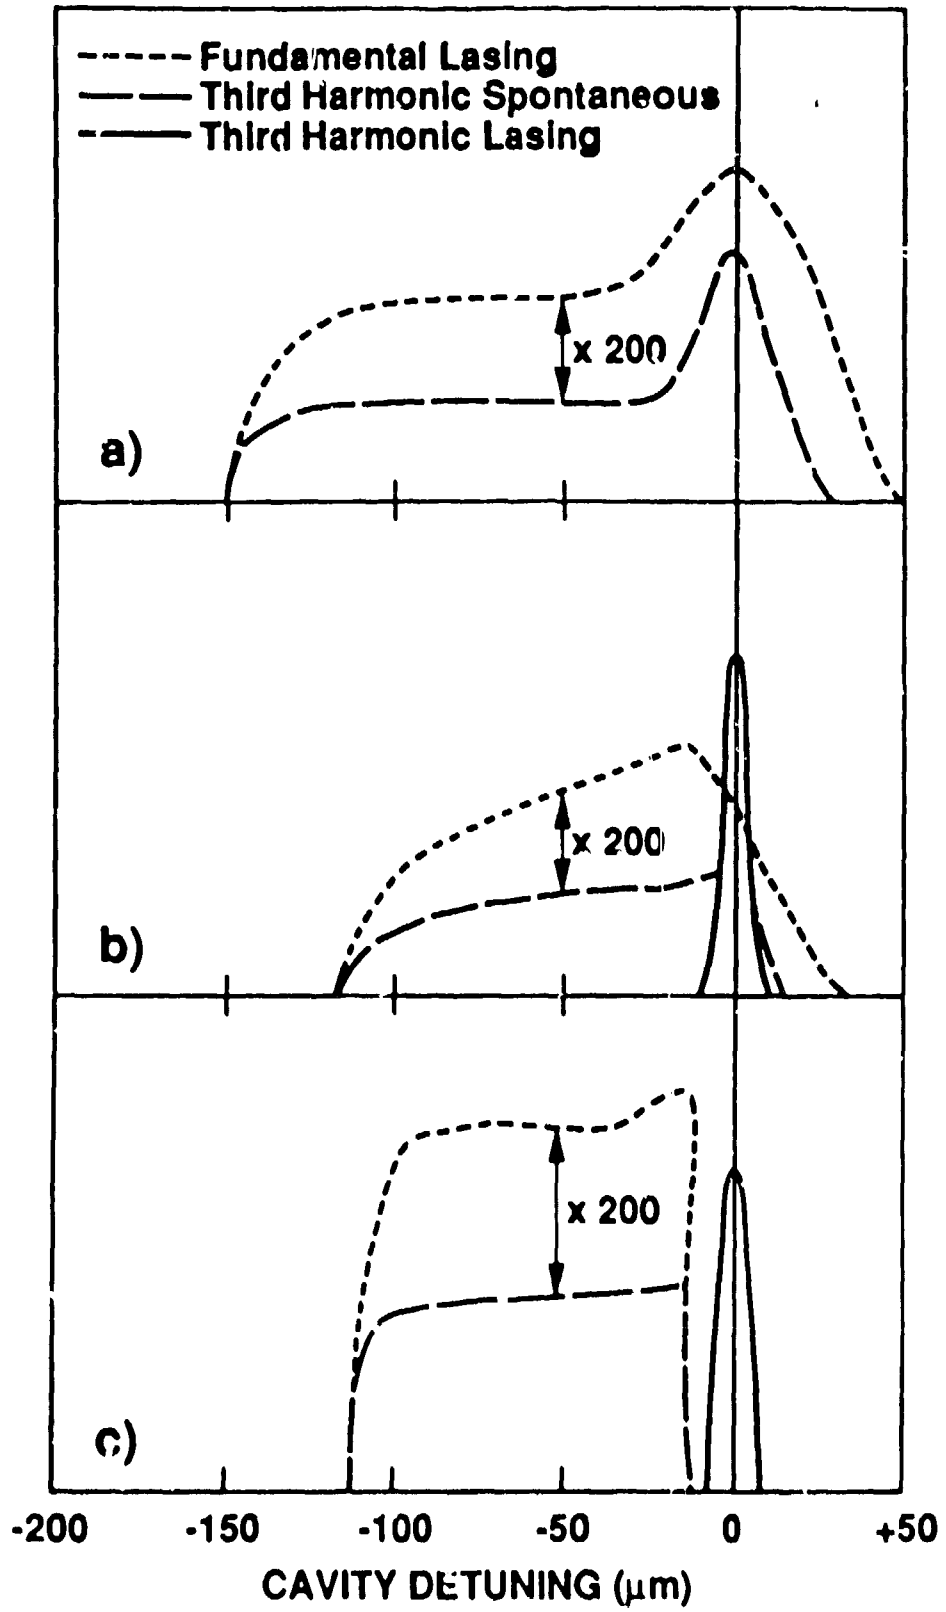 Fundamental Lasing
Third Harmonic Spontaneous
Third Harmonic Lasing
x 200
a)
x 200
b)
x 200
c)
-200 -150 -100 -50 0 +50
CAVITY DETUNING (μm)